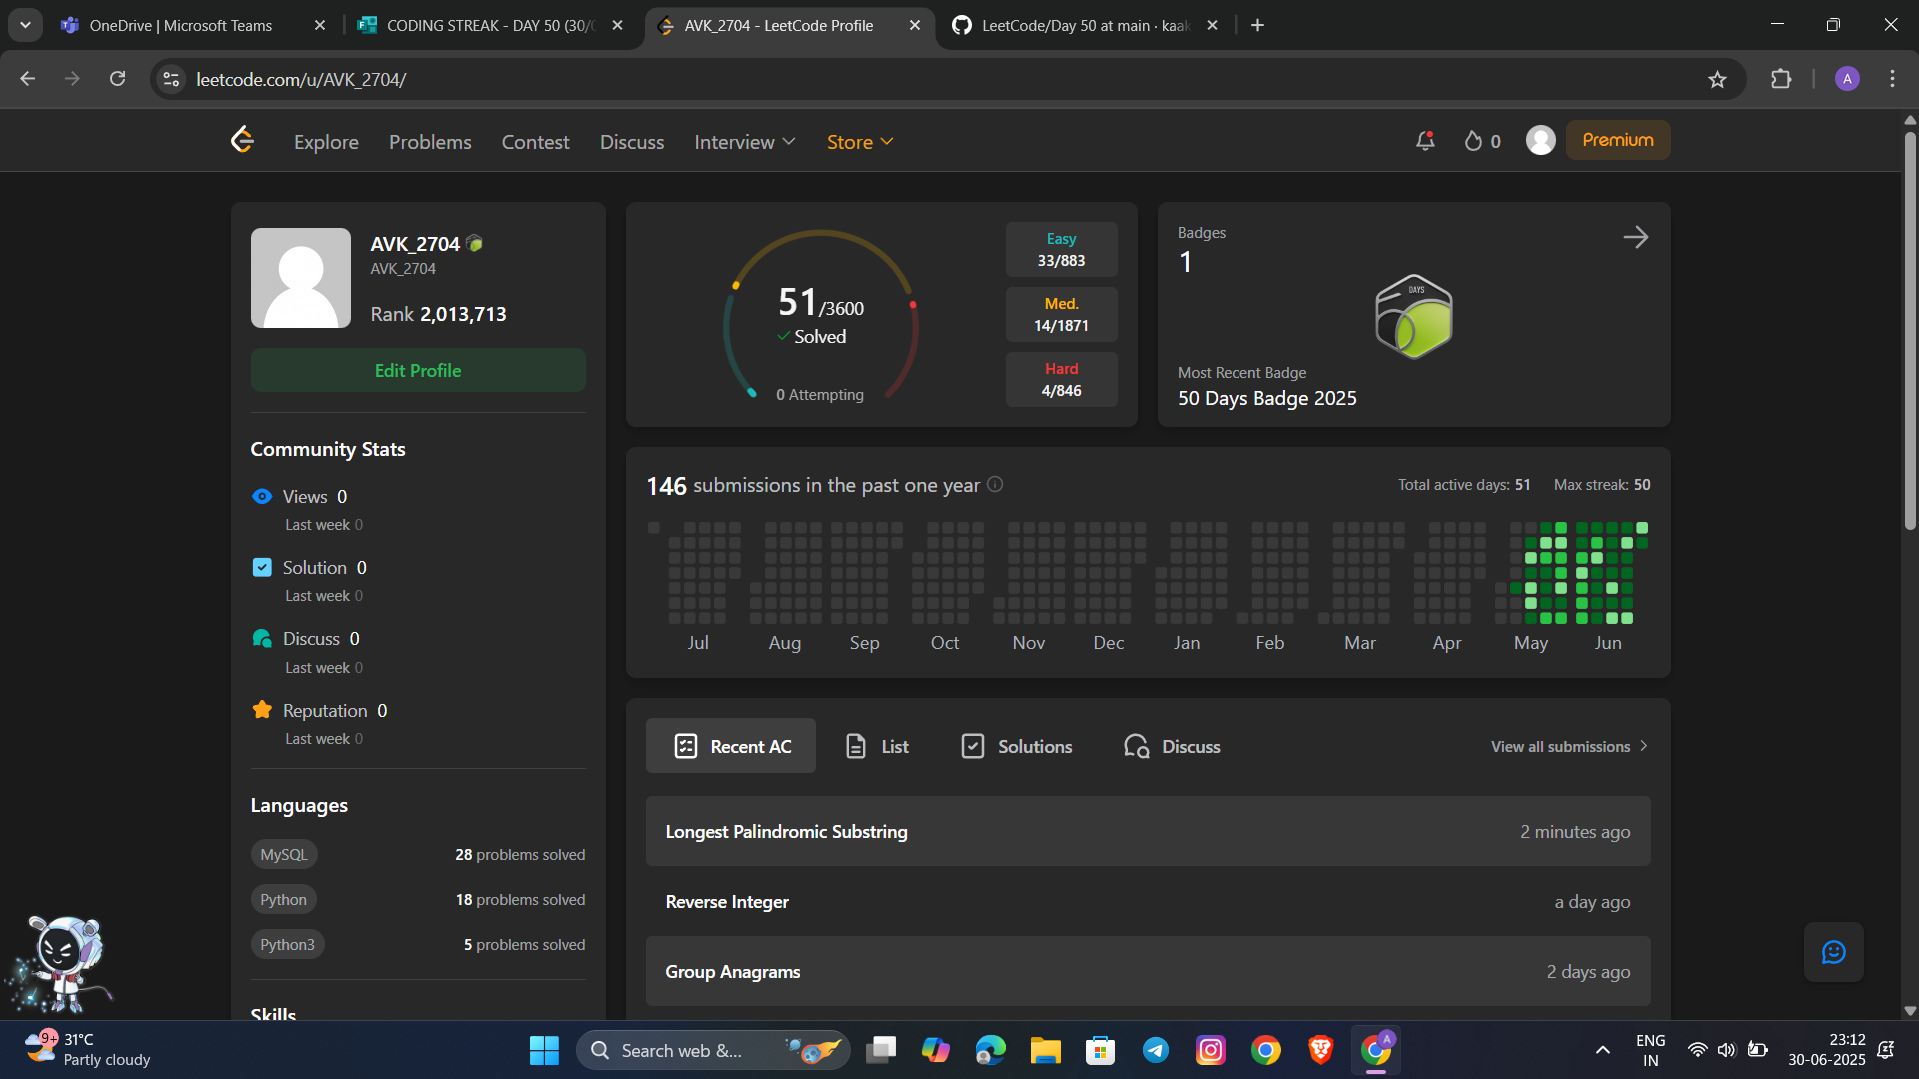 OneDrive | Microsoft Teams
CODING STREAK - DAY 50 (30/
AVK_2704 - LeetCode Profile
LeetCode/Day 50 at main · kaak
leetcode.com/u/AVK_2704/
A
Explore
Problems
Contest
Discuss
Interview
Store
0
Premium
AVK_2704
AVK_2704
Rank 2,013,713
Edit Profile
Community Stats
Views 0
Last week 0
Solution 0
Last week 0
Discuss 0
Last week 0
Reputation 0
Last week 0
Languages
MySQL
28 problems solved
Python
18 problems solved
Python3
5 problems solved
Skills
51/3600
Solved
0 Attempting
Easy
33/883
Med.
14/1871
Hard
4/846
Badges
1
DAYS
Most Recent Badge
50 Days Badge 2025
146 submissions in the past one year
Total active days: 51
Max streak: 50
Jul
Aug
Sep
Oct
Nov
Dec
Jan
Feb
Mar
Apr
May
Jun
Recent AC
List
Solutions
Discuss
View all submissions
Longest Palindromic Substring
2 minutes ago
Reverse Integer
a day ago
Group Anagrams
2 days ago
9+
31°C
Partly cloudy
Search web &...
A
ENG
IN
23:12
30-06-2025